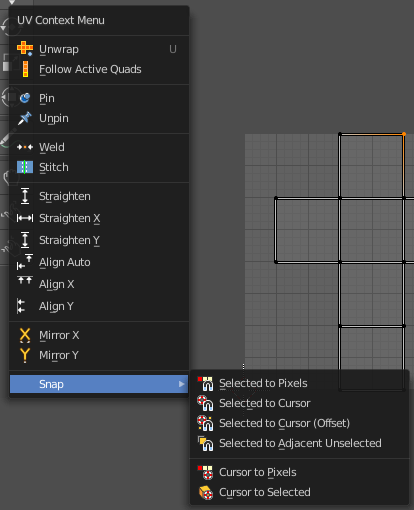 UV Context Menu
Unwrap U
Follow Active Quads
Pin
Unpin
Weld
Stitch
Straighten
Straighten X
Straighten Y
Align Auto
Align X
Align Y
Mirror X
Mirror Y
Snap
Selected to Pixels
Selected to Cursor
Selected to Cursor (Offset)
Selected to Adjacent Unselected
Cursor to Pixels
Cursor to Selected